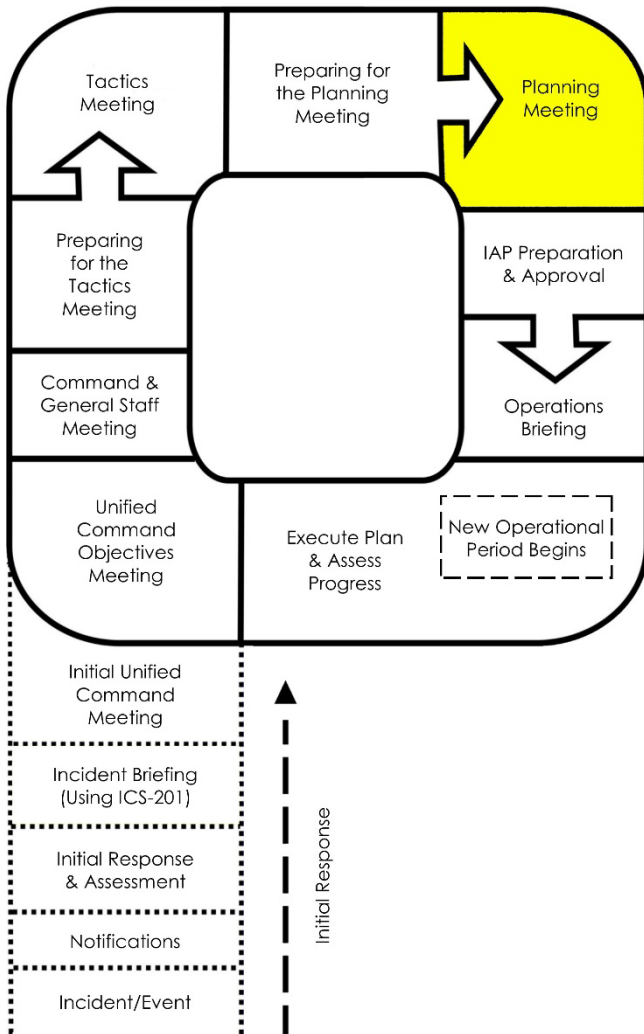 Tactics
Meeting
Preparing for
the Planning
Meeting
Planning
Meeting
Preparing
for the
Tactics
Meeting
IAP Preparation
& Approval
Command &
General Staff
Meeting
Operations
Briefing
Unified
Command
Objectives
Meeting
Execute Plan
& Assess
Progress
New Operational
Period Begins
Initial Unified
Command
Meeting
Incident Briefing
(Using ICS-201)
Initial Response
& Assessment
Notifications
Incident/Event
Initial Response